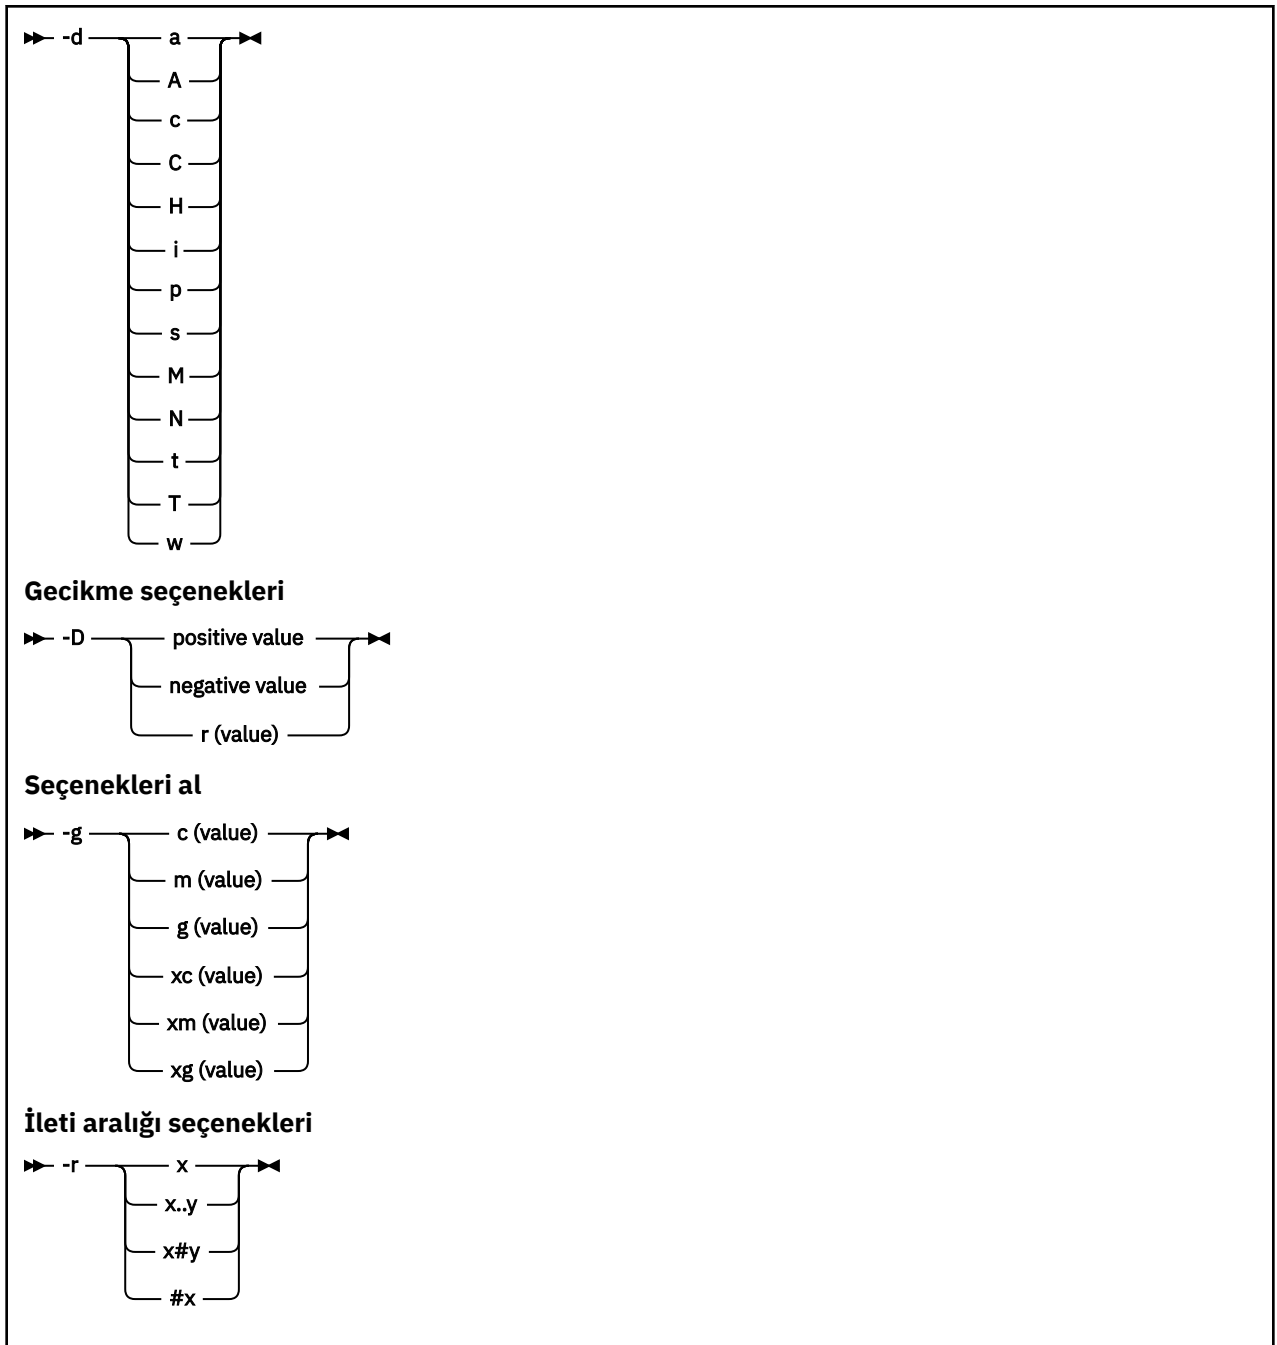 -d a
A
c
C
H
i
p
s
M
N
t
T
w
Gecikme seçenekleri
-D positive value
negative value
r (value)
Seçenekleri al
-g c (value)
m (value)
g (value)
xc (value)
xm (value)
xg (value)
İleti aralığı seçenekleri
-r x
x..y
x#y
#x